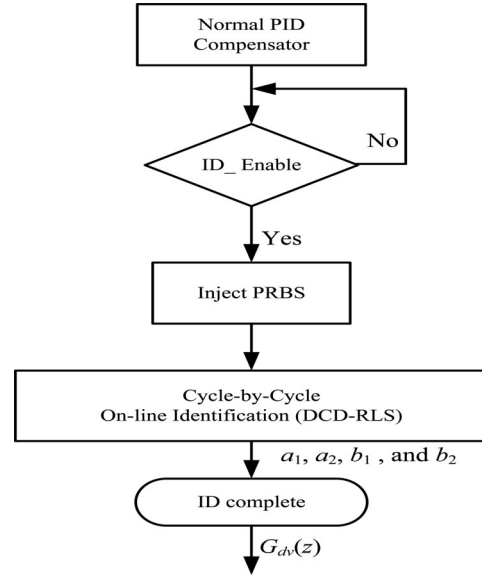 Normal PID
Compensator
No
ID_ Enable
Yes
Inject PRBS
Cycle-by-Cycle
On-line Identification (DCD-RLS)
a₁, a₂, b₁ , and b₂
ID complete
G_dv(z)